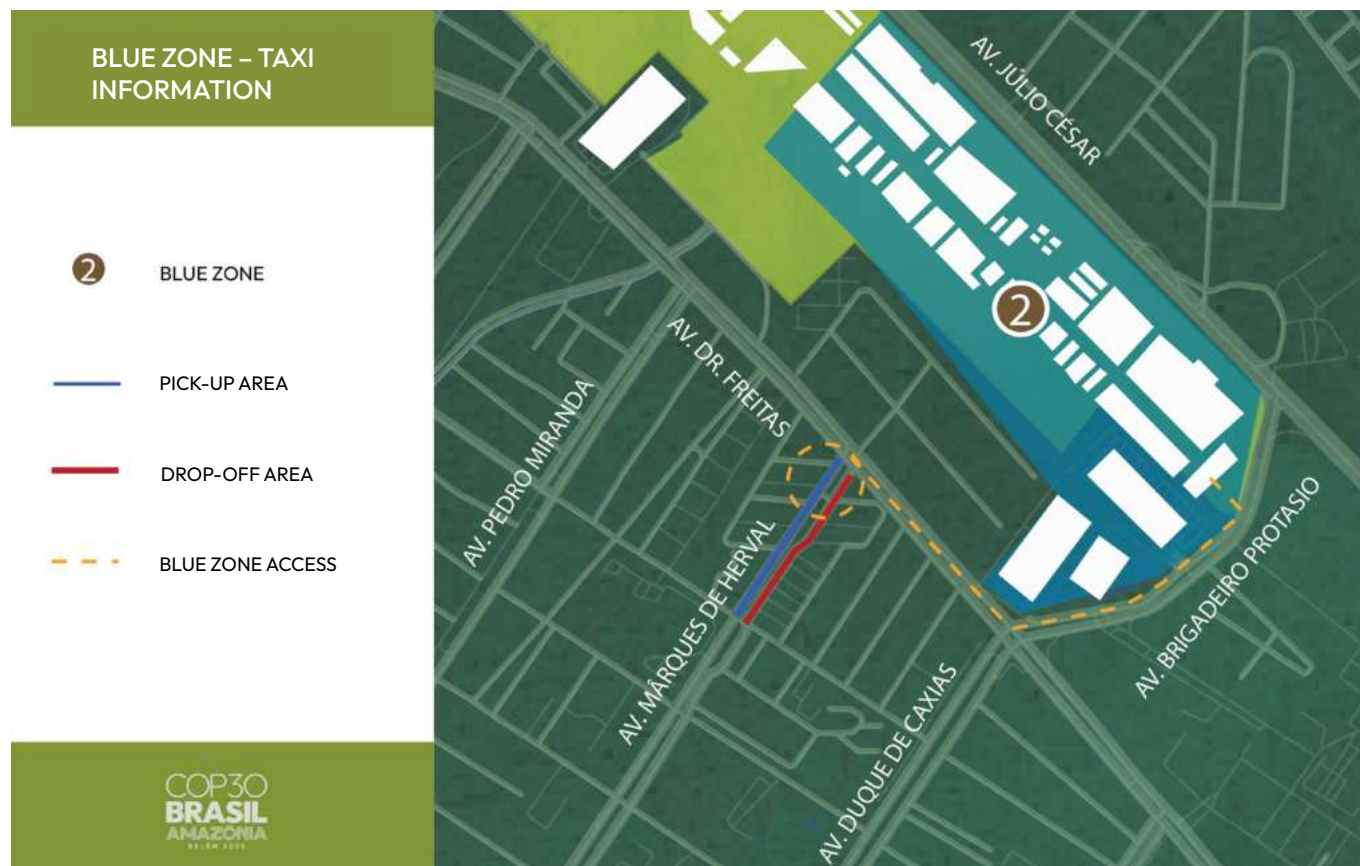 BLUE ZONE – TAXI
INFORMATION
2
BLUE ZONE
PICK-UP AREA
DROP-OFF AREA
BLUE ZONE ACCESS
COP30
BRASIL
AMAZÔNIA
BELÉM 2025
AV. JÚLIO CÉSAR
2
AV. DR. FREITAS
AV. PEDRO MIRANDA
AV. MÂRQUES DE HERVAL
AV. DUQUE DE CAXIAS
AV. BRIGADEIRO PROTASIO